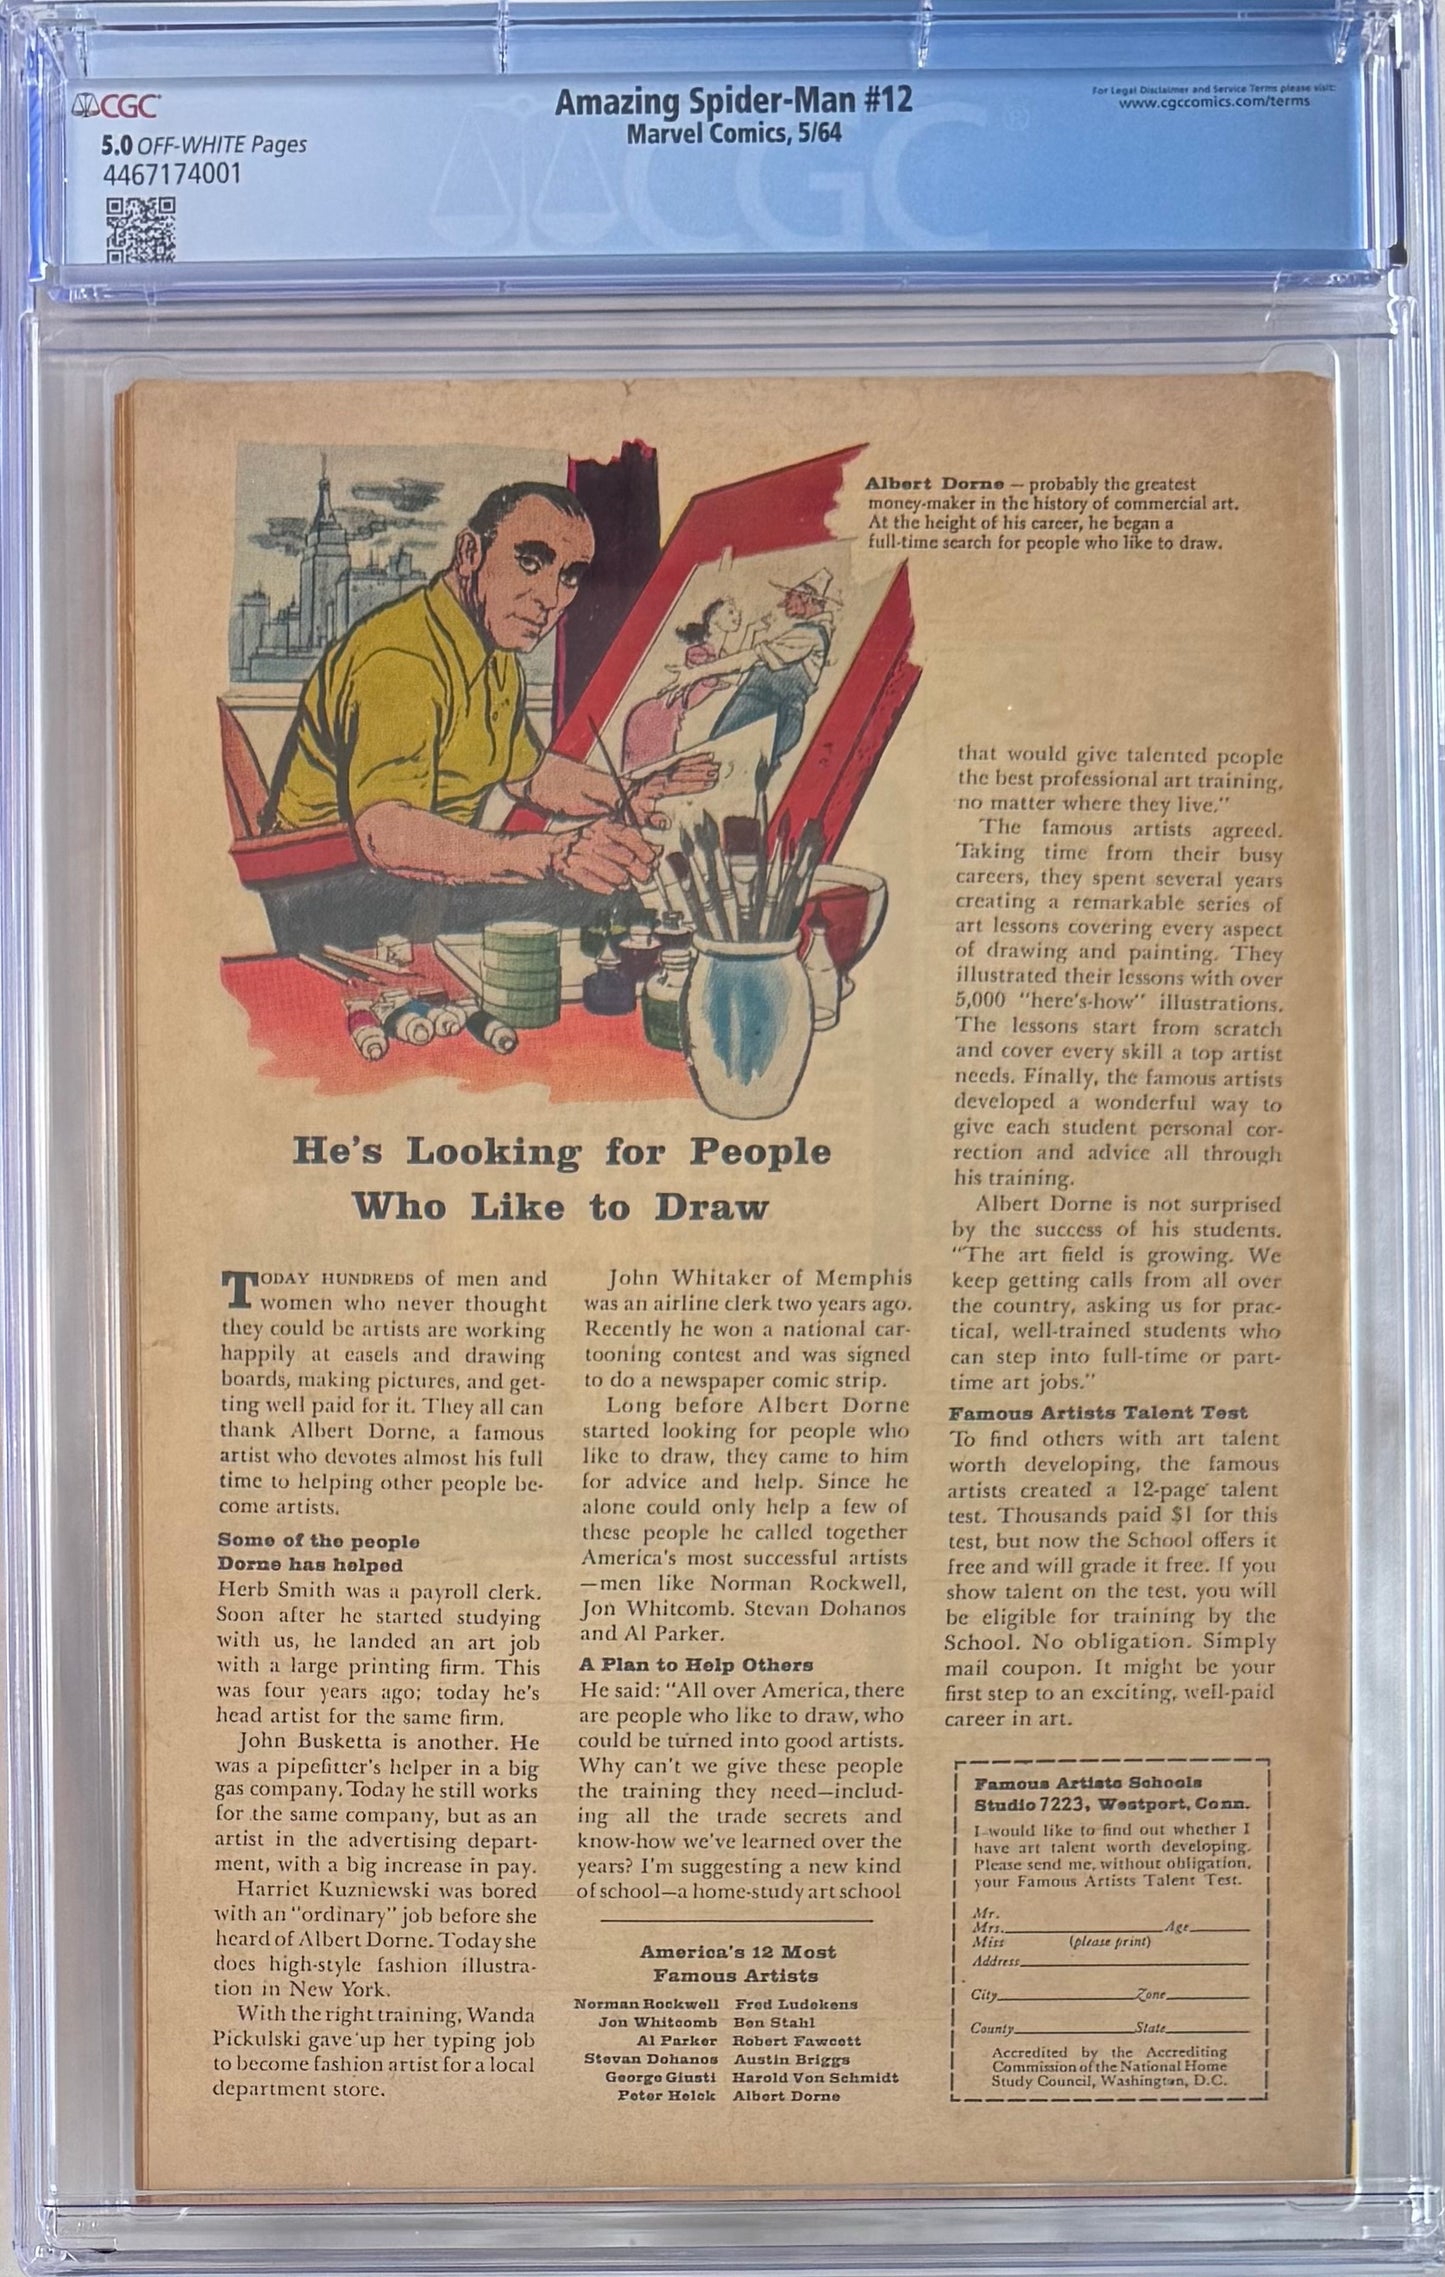 CGC
5.0 OFF-WHITE Pages
4467174001
Amazing Spider-Man #12
Marvel Comics, 5/64
For Legal Disclaimer and Service Terms please visit:
www.cgccomics.com/terms
CGC
Albert Dorne — probably the greatest
money-maker in the history of commercial art.
At the height of his career, he began a
full-time search for people who like to draw.
He's Looking for People
Who Like to Draw
TODAY HUNDREDS of men and
women who never thought
they could be artists are working
happily at easels and drawing
boards, making pictures, and get-
ting well paid for it. They all can
thank Albert Dorne, a famous
artist who devotes almost his full
time to helping other people be-
come artists.
Some of the people
Dorne has helped
Herb Smith was a payroll clerk.
Soon after he started studying
with us, he landed an art job
with a large printing firm. This
was four years ago; today he's
head artist for the same firm.
John Busketta is another. He
was a pipefitter's helper in a big
gas company. Today he still works
for the same company, but as an
artist in the advertising depart-
ment, with a big increase in pay.
Harriet Kuzniewski was bored
with an "ordinary" job before she
heard of Albert Dorne. Today she
does high-style fashion illustra-
tion in New York.
With the right training, Wanda
Pickulski gave up her typing job
to become fashion artist for a local
department store.
John Whitaker of Memphis
was an airline clerk two years ago.
Recently he won a national car-
tooning contest and was signed
to do a newspaper comic strip.
Long before Albert Dorne
started looking for people who
like to draw, they came to him
for advice and help. Since he
alone could only help a few of
these people he called together
America's most successful artists
—men like Norman Rockwell,
Jon Whitcomb, Stevan Dohanos
and Al Parker.
A Plan to Help Others
He said: "All over America, there
are people who like to draw, who
could be turned into good artists.
Why can't we give these people
the training they need—includ-
ing all the trade secrets and
know-how we've learned over the
years? I'm suggesting a new kind
of school—a home-study art school
America's 12 Most
Famous Artists
Norman Rockwell Fred Ludekens
Jon Whitcomb Ben Stahl
Al Parker Robert Fawcett
Stevan Dohanos Austin Briggs
George Giusti Harold Von Schmidt
Peter Helck Albert Dorne
that would give talented people
the best professional art training,
no matter where they live."
The famous artists agreed.
Taking time from their busy
careers, they spent several years
creating a remarkable series of
art lessons covering every aspect
of drawing and painting. They
illustrated their lessons with over
5,000 "here's-how" illustrations.
The lessons start from scratch
and cover every skill a top artist
needs. Finally, the famous artists
developed a wonderful way to
give each student personal cor-
rection and advice all through
his training.
Albert Dorne is not surprised
by the success of his students.
"The art field is growing. We
keep getting calls from all over
the country, asking us for prac-
tical, well-trained students who
can step into full-time or part-
time art jobs."
Famous Artists Talent Test
To find others with art talent
worth developing, the famous
artists created a 12-page talent
test. Thousands paid $1 for this
test, but now the School offers it
free and will grade it free. If you
show talent on the test, you will
be eligible for training by the
School. No obligation. Simply
mail coupon. It might be your
first step to an exciting, well-paid
career in art.
Famous Artists Schools
Studio 7223, Westport, Conn.
I would like to find out whether I
have art talent worth developing.
Please send me, without obligation,
your Famous Artists Talent Test.
Mr.
Mrs. Age
Miss (please print)
Address
City Zone
County State
Accredited by the Accrediting
Commission of the National Home
Study Council, Washington, D.C.